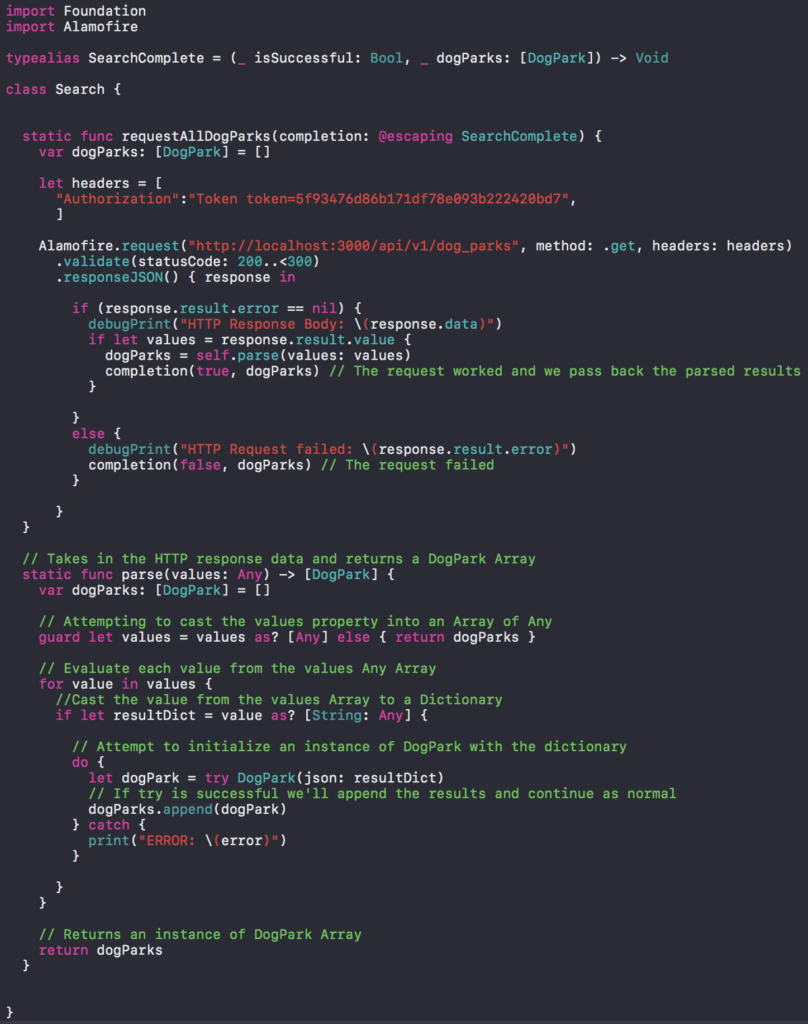 import Foundation
import Alamofire
typealias SearchComplete = (_ isSuccessful: Bool, _ dogParks: [DogPark]) -> Void
class Search {
static func requestAllDogParks(completion: @escaping SearchComplete) {
var dogParks: [DogPark] = []
let headers = [
"Authorization":"Token token=5f93476d86b171df78e093b222420bd7",
]
Alamofire.request("http://localhost:3000/api/v1/dog_parks", method: .get, headers: headers)
.validate(statusCode: 200..<300)
.responseJSON() { response in
if (response.result.error == nil) {
debugPrint("HTTP Response Body: \(response.data)")
if let values = response.result.value {
dogParks = self.parse(values: values)
completion(true, dogParks) // The request worked and we pass back the parsed results
}
}
else {
debugPrint("HTTP Request failed: \(response.result.error)")
completion(false, dogParks) // The request failed
}
}
}
// Takes in the HTTP response data and returns a DogPark Array
static func parse(values: Any) -> [DogPark] {
var dogParks: [DogPark] = []
// Attempting to cast the values property into an Array of Any
guard let values = values as? [Any] else { return dogParks }
// Evaluate each value from the values Any Array
for value in values {
//Cast the value from the values Array to a Dictionary
if let resultDict = value as? [String: Any] {
// Attempt to initialize an instance of DogPark with the dictionary
do {
let dogPark = try DogPark(json: resultDict)
// If try is successful we'll append the results and continue as normal
dogParks.append(dogPark)
} catch {
print("ERROR: \(error)")
}
}
}
// Returns an instance of DogPark Array
return dogParks
}
}